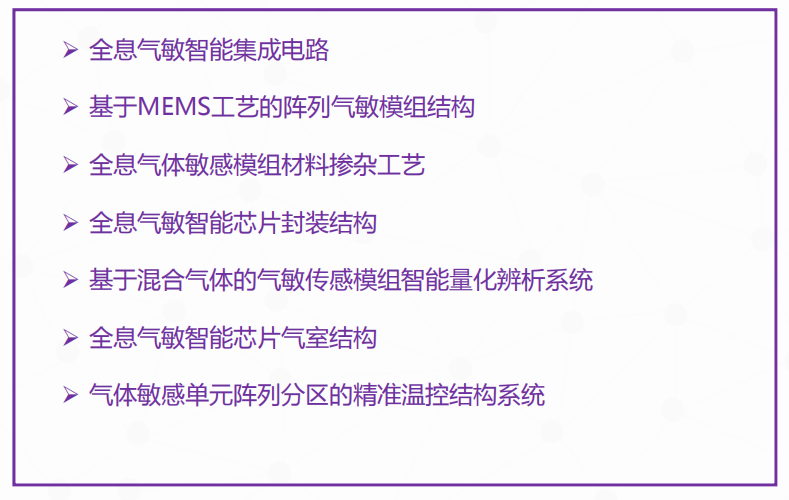 ➢ 全息气敏智能集成电路
➢ 基于MEMS工艺的阵列气敏模组结构
➢ 全息气体敏感模组材料掺杂工艺
➢ 全息气敏智能芯片封装结构
➢ 基于混合气体的气敏传感模组智能量化辨析系统
➢ 全息气敏智能芯片气室结构
➢ 气体敏感单元阵列分区的精准温控结构系统